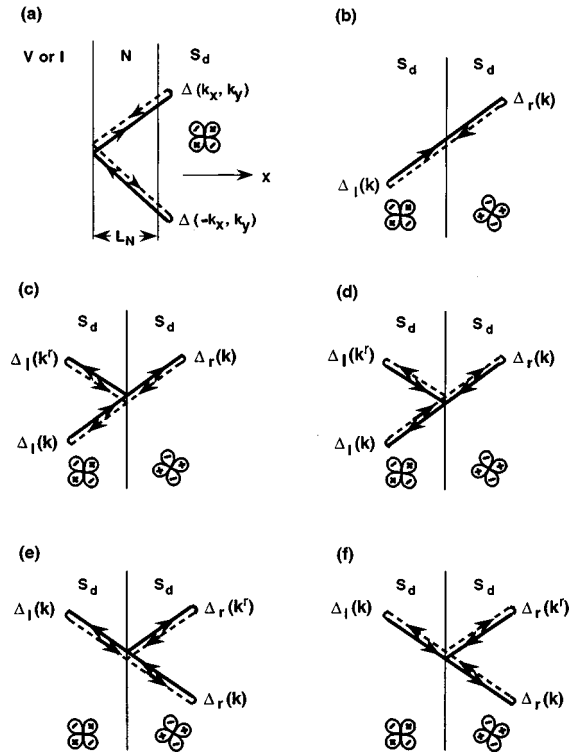 (a)
V or I N S_d
Δ (k_x, k_y)
x
Δ (-k_x, k_y)
L_N
(b)
S_d S_d
Δ_r(k)
Δ_l(k)
(c)
S_d S_d
Δ_l(k^r) Δ_r(k)
Δ_l(k)
(d)
S_d S_d
Δ_l(k^r) Δ_r(k)
Δ_l(k)
(e)
S_d S_d
Δ_l(k) Δ_r(k^r)
Δ_r(k)
(f)
S_d S_d
Δ_l(k) Δ_r(k^r)
Δ_r(k)